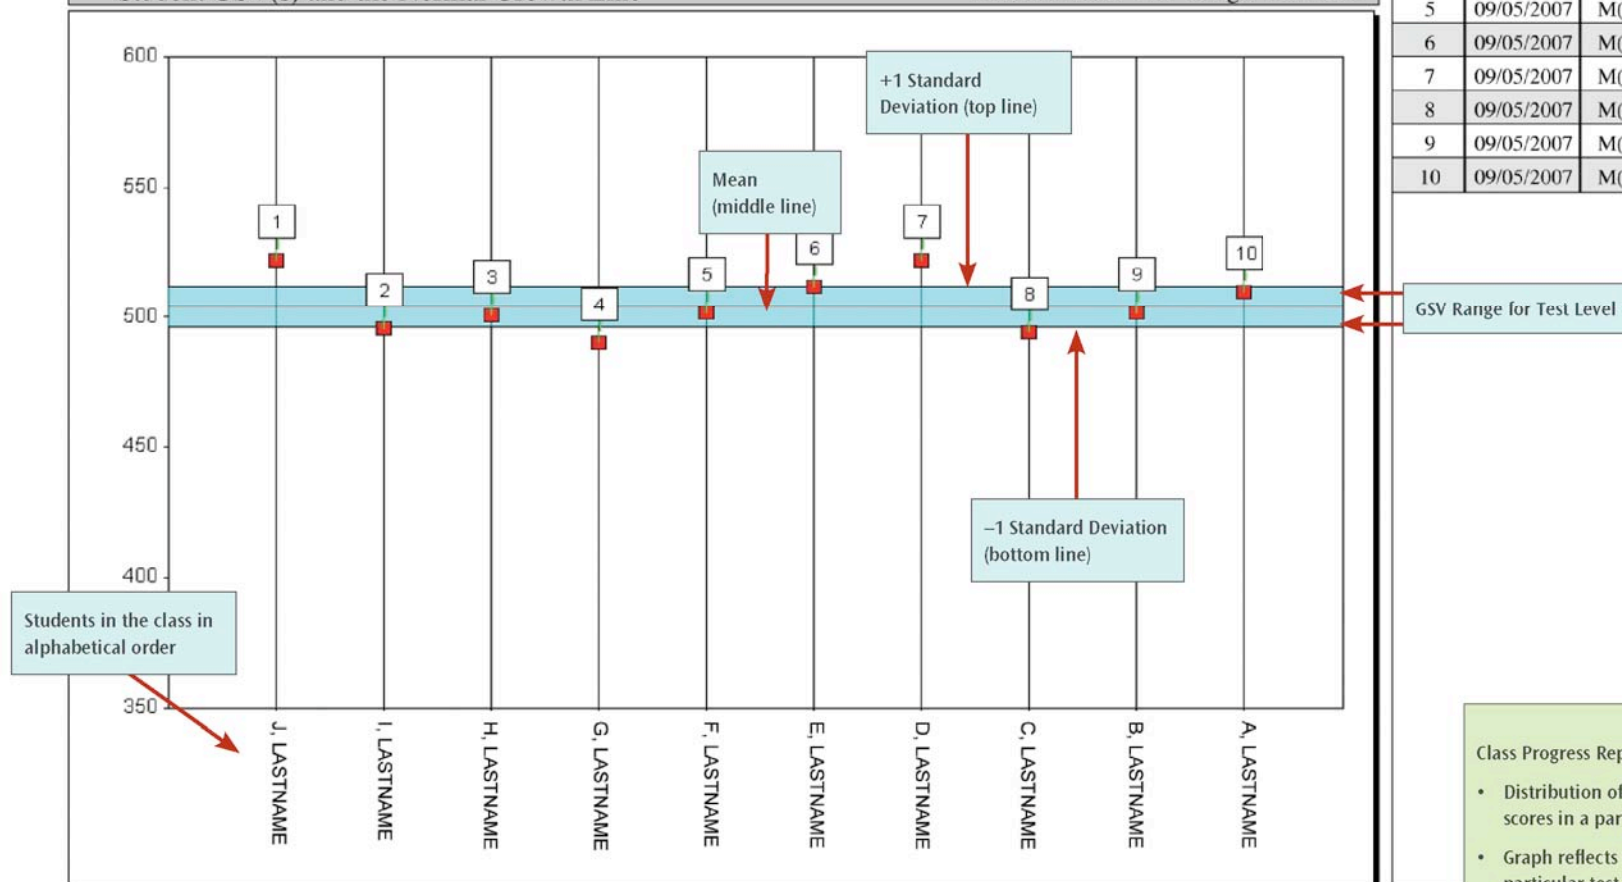 600
550
500
450
400
350
+1 Standard
Deviation (top line)
Mean
(middle line)
1
2
3
4
5
6
7
8
9
10
GSV Range for Test Level
–1 Standard Deviation
(bottom line)
Students in the class in
alphabetical order
J, LASTNAME
I, LASTNAME
H, LASTNAME
G, LASTNAME
F, LASTNAME
E, LASTNAME
D, LASTNAME
C, LASTNAME
B, LASTNAME
A, LASTNAME
5 09/05/2007 M(
6 09/05/2007 M(
7 09/05/2007 M(
8 09/05/2007 M(
9 09/05/2007 M(
10 09/05/2007 M(
Class Progress Rep
• Distribution of
scores in a par
• Graph reflects